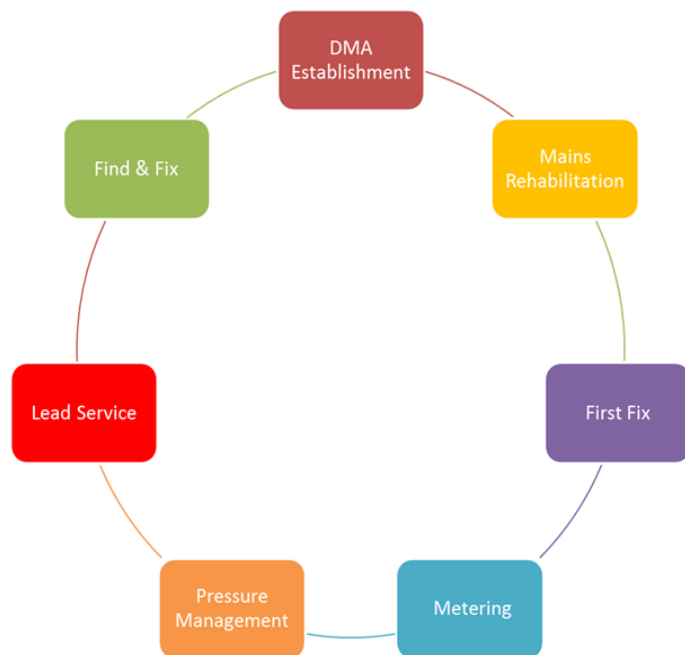 DMA
Establishment
Mains
Rehabilitation
First Fix
Metering
Pressure
Management
Lead Service
Find & Fix